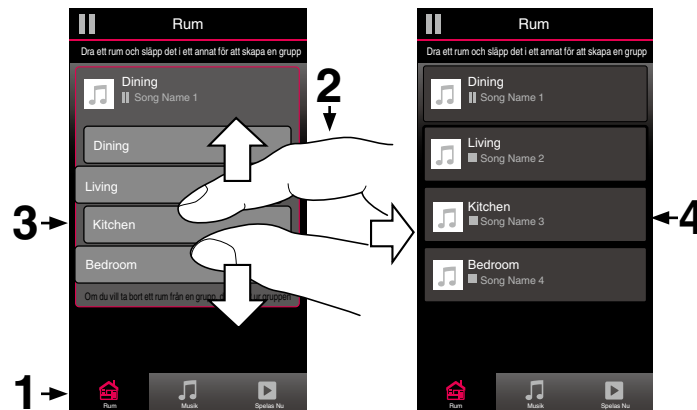 Rum
Dra ett rum och släpp det i ett annat för att skapa en grupp
Dining
Song Name 1
Dining
Living
Kitchen
Bedroom
Om du vill ta bort ett rum från en grupp, d ur gruppen
Rum
Musik
Spelas Nu
1
2
3
Rum
Dra ett rum och släpp det i ett annat för att skapa en grupp
Dining
Song Name 1
Living
Song Name 2
Kitchen
Song Name 3
Bedroom
Song Name 4
Rum
Musik
Spelas Nu
4